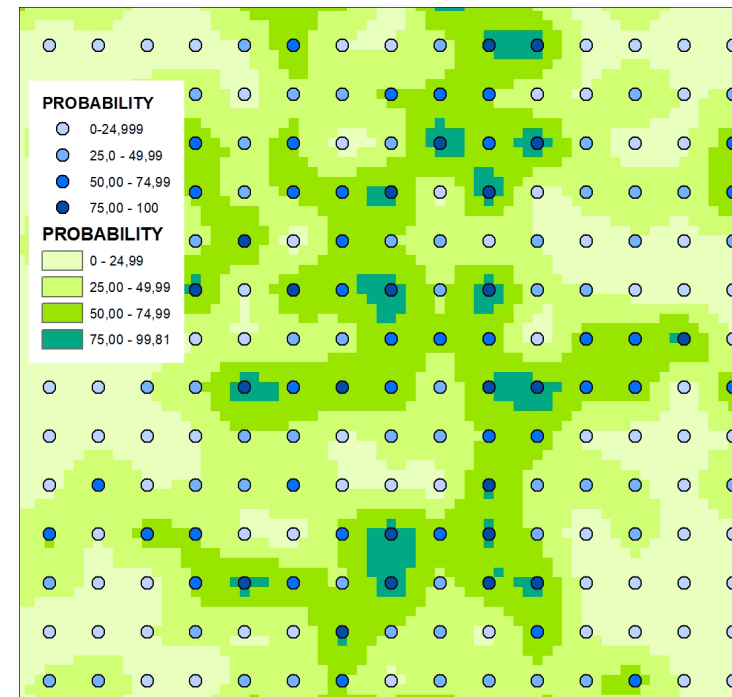 PROBABILITY
0-24,999
25,0 - 49,99
50,00 - 74,99
75,00 - 100
PROBABILITY
0 - 24,99
25,00 - 49,99
50,00 - 74,99
75,00 - 99,81